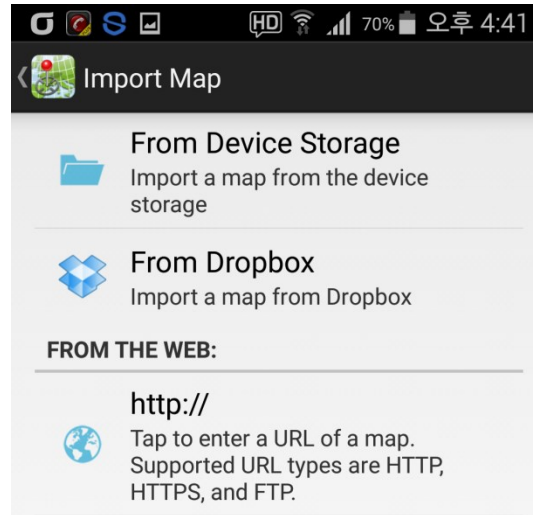 HD 70% 오후 4:41
Import Map
From Device Storage
Import a map from the device
storage
From Dropbox
Import a map from Dropbox
FROM THE WEB:
http://
Tap to enter a URL of a map.
Supported URL types are HTTP,
HTTPS, and FTP.